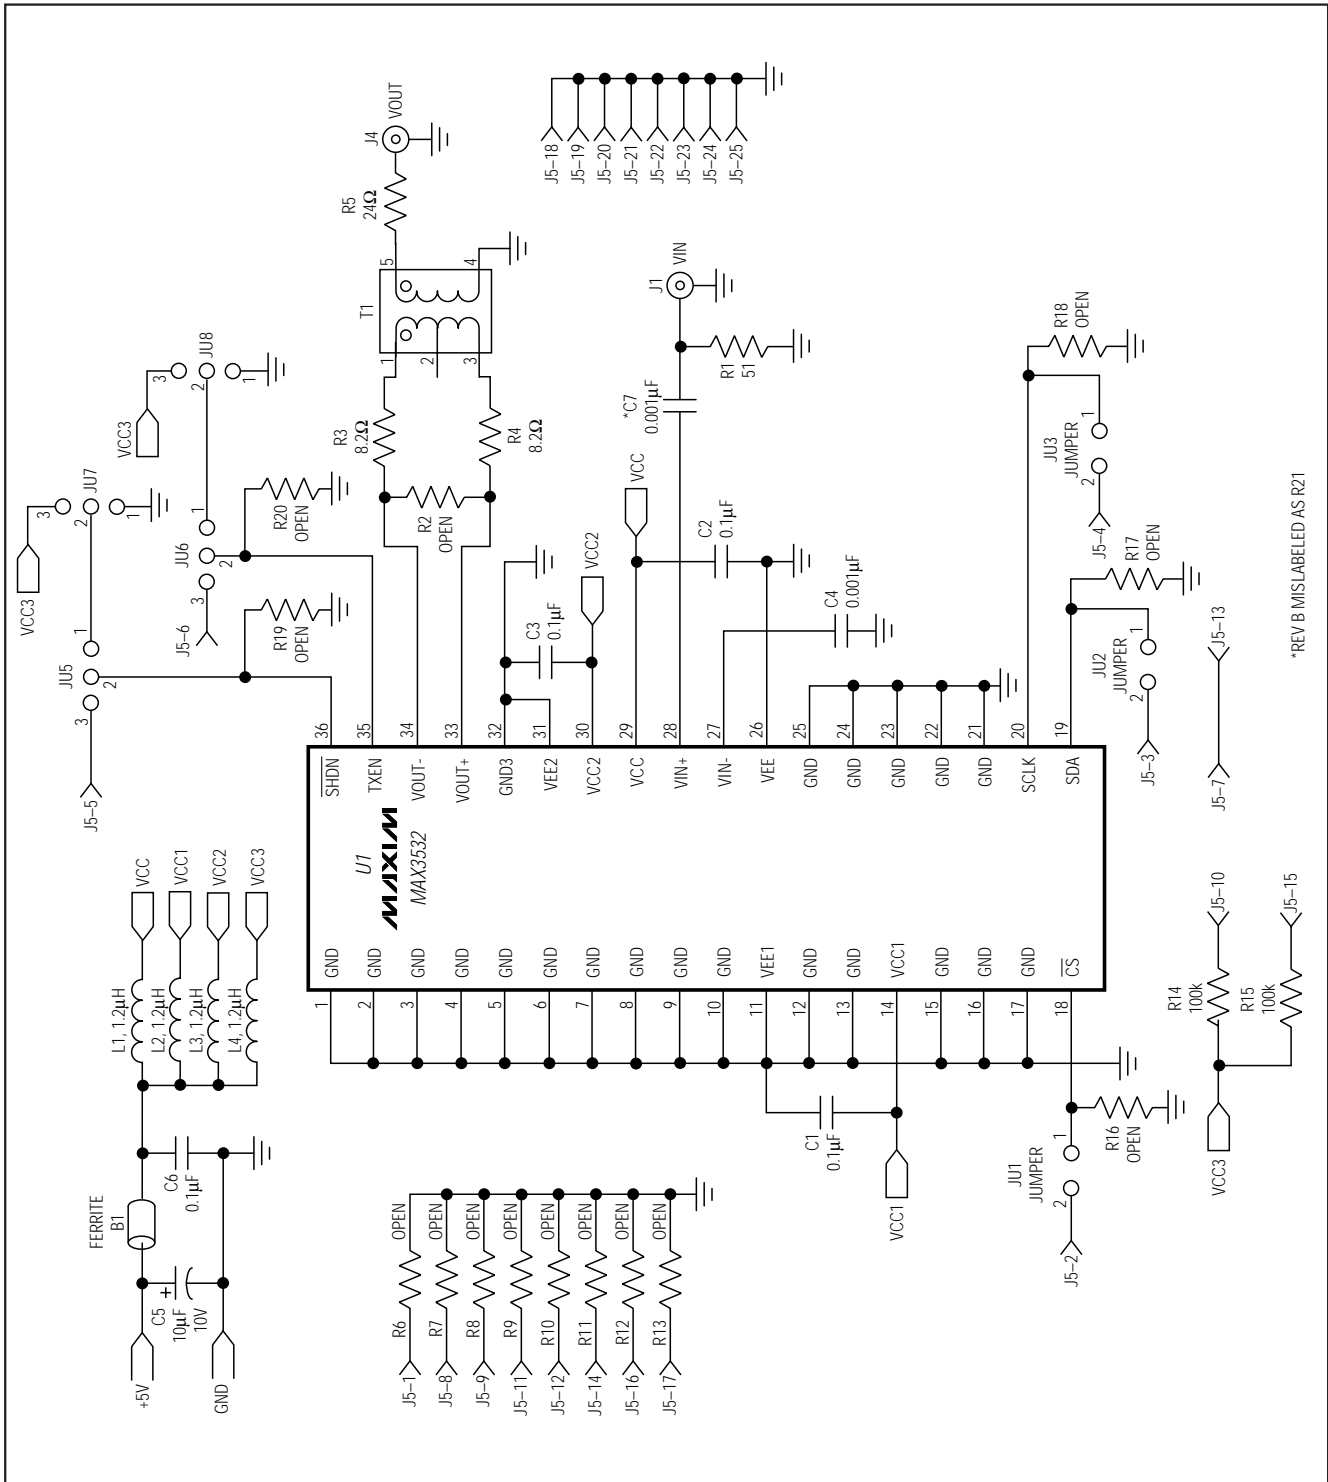 +5V
GND
C5
10µF
10V
FERRITE
B1
C6
0.1µF
L1, 1.2µH
L2, 1.2µH
L3, 1.2µH
L4, 1.2µH
VCC
VCC1
VCC2
VCC3
J5–5
3
JU5
2
1
VCC3
3
JU7
2
1
VCC3
3
JU8
2
1
J5–6
3
JU6
2
1
R19
OPEN
R20
OPEN
R3
8.2Ω
R2
OPEN
R4
8.2Ω
T1
1
2
3
5
4
R5
24Ω
J4
VOUT
J5–18
J5–19
J5–20
J5–21
J5–22
J5–23
J5–24
J5–25
C3
0.1µF
VCC2
VCC
C2
0.1µF
*C7
0.001µF
R1
51
J1
VIN
C4
0.001µF
R18
OPEN
JU3
JUMPER
1
2
J5–4
R17
OPEN
JU2
JUMPER
1
2
J5–3
J5–7
J5–13
U1
MAXIM
MAX3532
36
SHDN
35
TXEN
34
VOUT-
33
VOUT+
32
GND3
31
VEE2
30
VCC2
29
VCC
28
VIN+
27
VIN-
26
VEE
25
GND
24
GND
23
GND
22
GND
21
GND
20
SCLK
19
SDA
1
GND
2
GND
3
GND
4
GND
5
GND
6
GND
7
GND
8
GND
9
GND
10
GND
11
VEE1
12
GND
13
GND
14
VCC1
15
GND
16
GND
17
GND
18
CS
C1
0.1µF
VCC1
R16
OPEN
JU1
JUMPER
1
2
J5–2
J5–1
R6
OPEN
J5–8
R7
OPEN
J5–9
R8
OPEN
J5–11
R9
OPEN
J5–12
R10
OPEN
J5–14
R11
OPEN
J5–16
R12
OPEN
J5–17
R13
OPEN
VCC3
R14
100k
J5–10
R15
100k
J5–15
*REV B MISLABELED AS R21